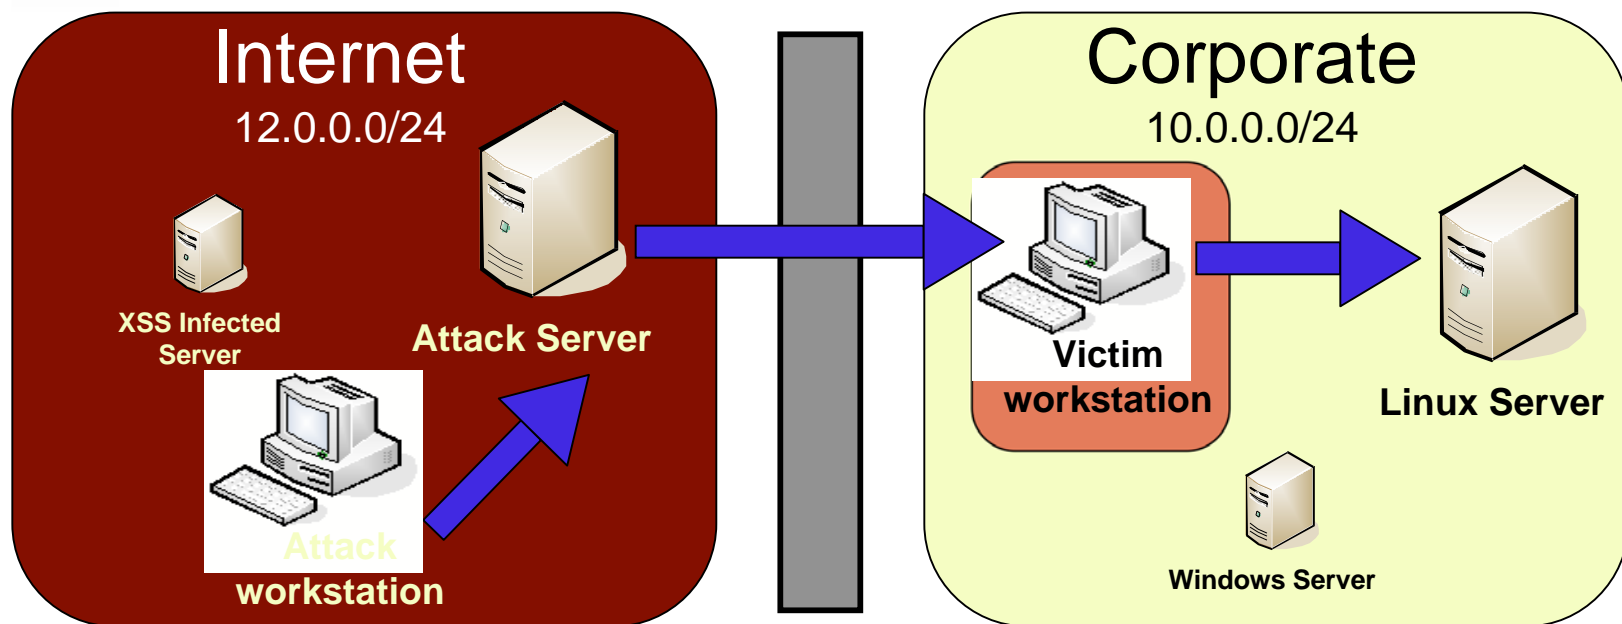 Internet
12.0.0.0/24
XSS Infected
Server
Attack Server
Attack
workstation
Corporate
10.0.0.0/24
Victim
workstation
Linux Server
Windows Server